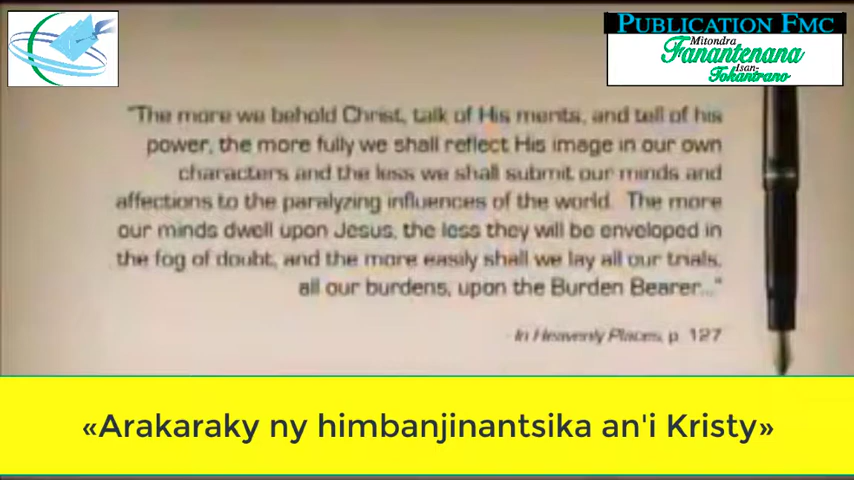 PUBLICATION FMC
Mitondra
Fanantenana
Isan-
Tokantrano
"The more we behold Christ, talk of His merits, and tell of his
power, the more fully we shall reflect His image in our own
characters and the less we shall submit our minds and
affections to the paralyzing influences of the world. The more
our minds dwell upon Jesus, the less they will be enveloped in
the fog of doubt, and the more easily shall we lay all our trials,
all our burdens, upon the Burden Bearer..."
- In Heavenly Places, p. 127
«Arakaraky ny himbanjinantsika an'i Kristy»